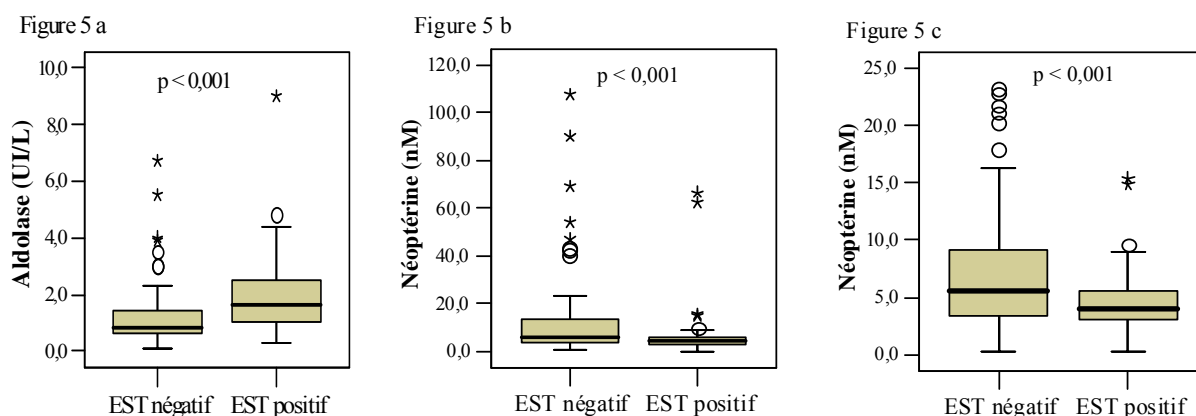 Figure 5 a
10,0
8,0
6,0
4,0
2,0
0,0
Aldolase (UI/L)
p < 0,001
EST négatif EST positif
Figure 5 b
120,0
100,0
80,0
60,0
40,0
20,0
0,0
Néoptérine (nM)
p < 0,001
EST négatif EST positif
Figure 5 c
25,0
20,0
15,0
10,0
5,0
0,0
Néoptérine (nM)
p < 0,001
EST négatif EST positif